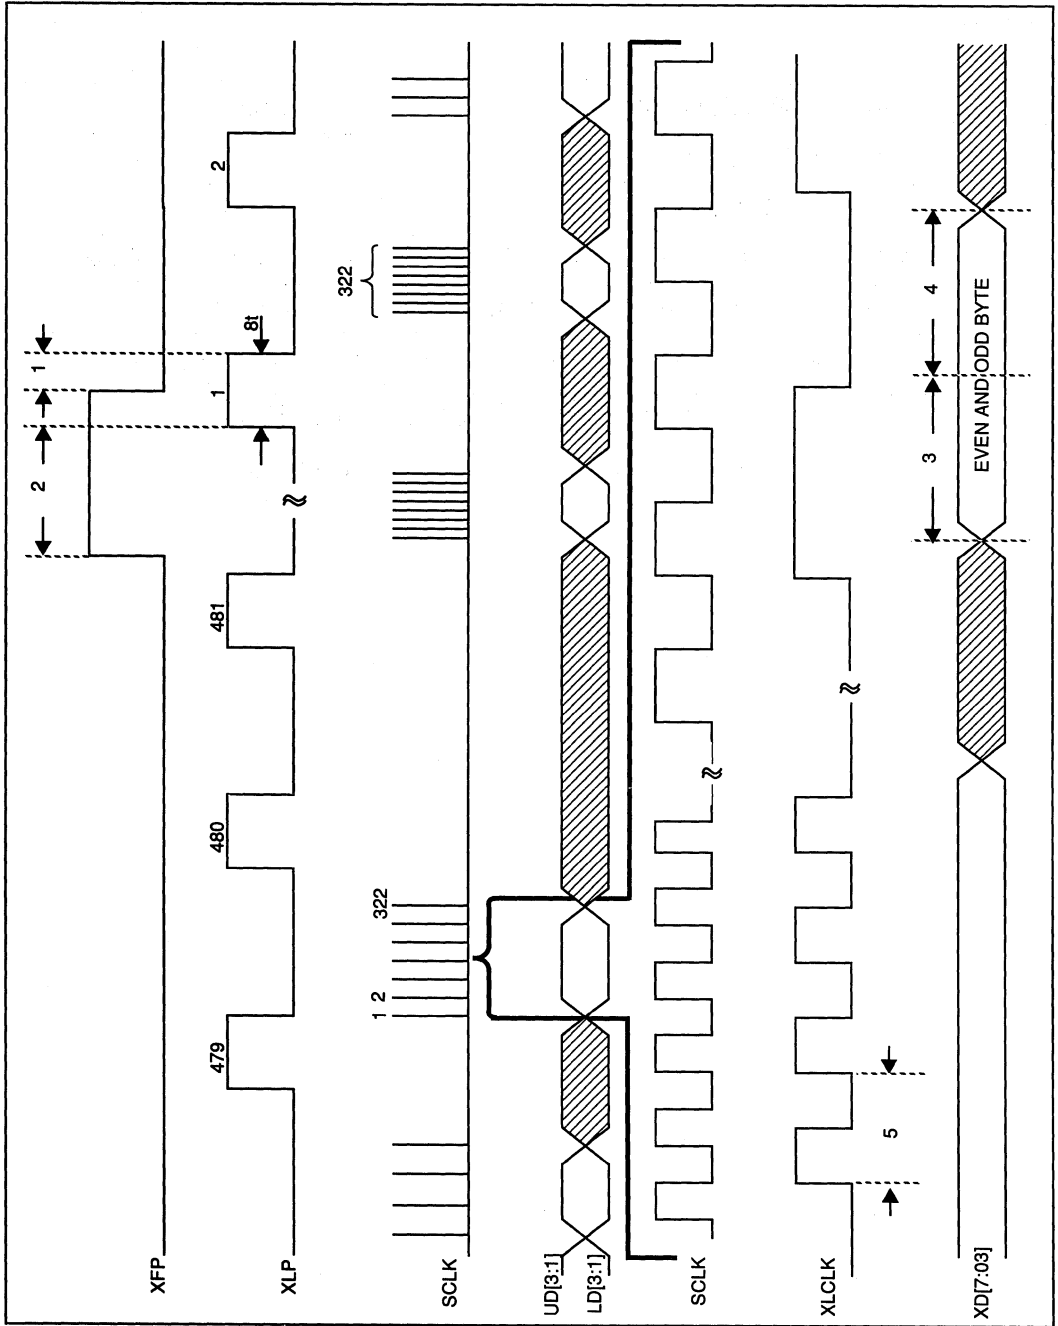 XFP
2
1
XLP
479
480
481
1
8t
2
SCLK
1 2
322
322
UD[3:1]
LD[3:1]
SCLK
XLCLK
5
3
4
XD[7:03]
EVEN AND ODD BYTE